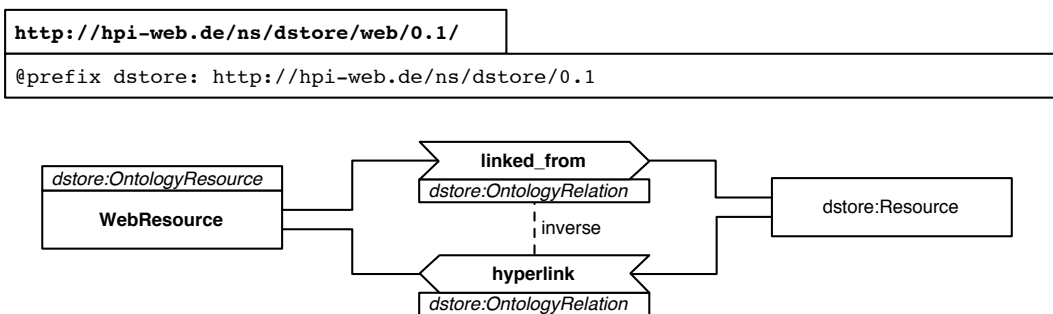 http://hpi-web.de/ns/dstore/web/0.1/
@prefix dstore: http://hpi-web.de/ns/dstore/0.1
linked_from
dstore:OntologyRelation
dstore:OntologyResource
WebResource
dstore:Resource
inverse
hyperlink
dstore:OntologyRelation